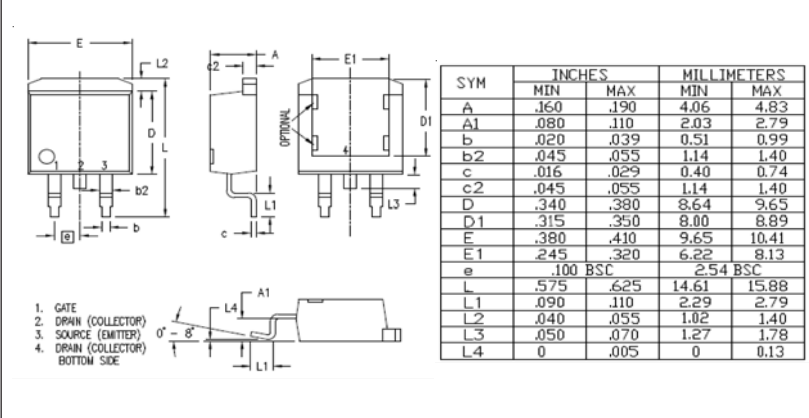 E
L2
D
L
1 2 3
b2
b
e
A
c2
L1
c
E1
OPTIONAL
D1
4
L3
A1
L4
0° - 8°
L1
1. GATE
2. DRAIN (COLLECTOR)
3. SOURCE (EMITTER)
4. DRAIN (COLLECTOR)
BOTTOM SIDE
SYM INCHES MILLIMETERS
MIN MAX MIN MAX
A .160 .190 4.06 4.83
A1 .080 .110 2.03 2.79
b .020 .039 0.51 0.99
b2 .045 .055 1.14 1.40
c .016 .029 0.40 0.74
c2 .045 .055 1.14 1.40
D .340 .380 8.64 9.65
D1 .315 .350 8.00 8.89
E .380 .410 9.65 10.41
E1 .245 .320 6.22 8.13
e .100 BSC 2.54 BSC
L .575 .625 14.61 15.88
L1 .090 .110 2.29 2.79
L2 .040 .055 1.02 1.40
L3 .050 .070 1.27 1.78
L4 0 .005 0 0.13